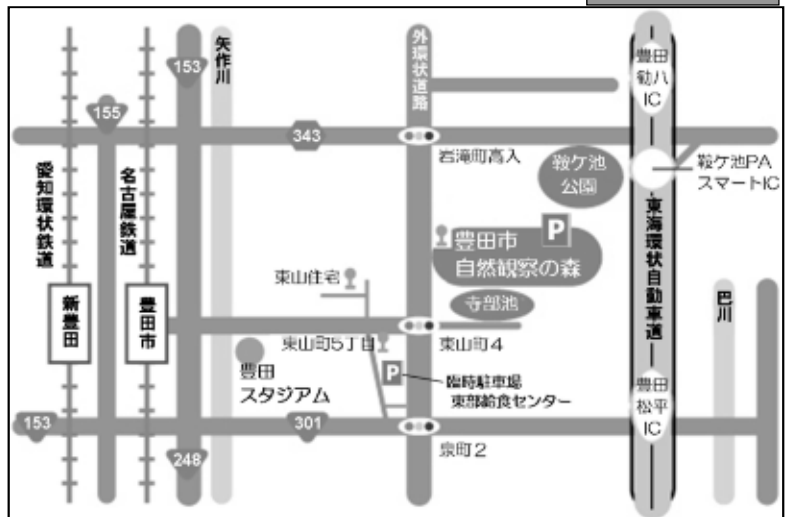 153
矢作川
外環状道路
豊田
勘八
IC
155
343
岩滝町高入
鞍ケ池
公園
鞍ケ池PA
スマートIC
愛知環状鉄道
名古屋鉄道
東海環状自動車道
P
豊田市
自然観察の森
東山住宅
寺部池
巴川
新豊田
豊田市
東山町5丁目
東山町4
豊田
スタジアム
P
臨時駐車場
東部給食センター
豊田
松平
IC
153
301
248
泉町2